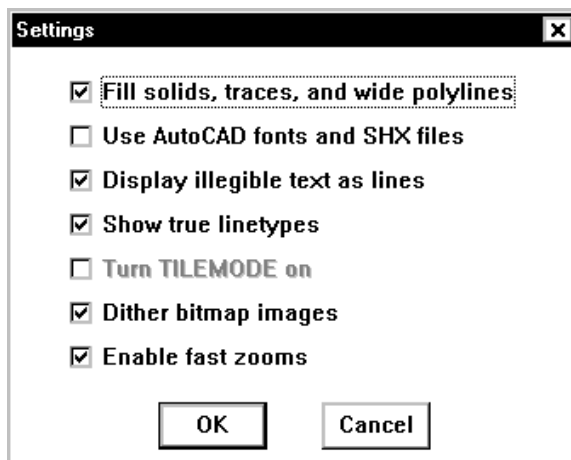 Settings
Fill solids, traces, and wide polylines
Use AutoCAD fonts and SHX files
Display illegible text as lines
Show true linetypes
Turn TILEMODE on
Dither bitmap images
Enable fast zooms
OK Cancel